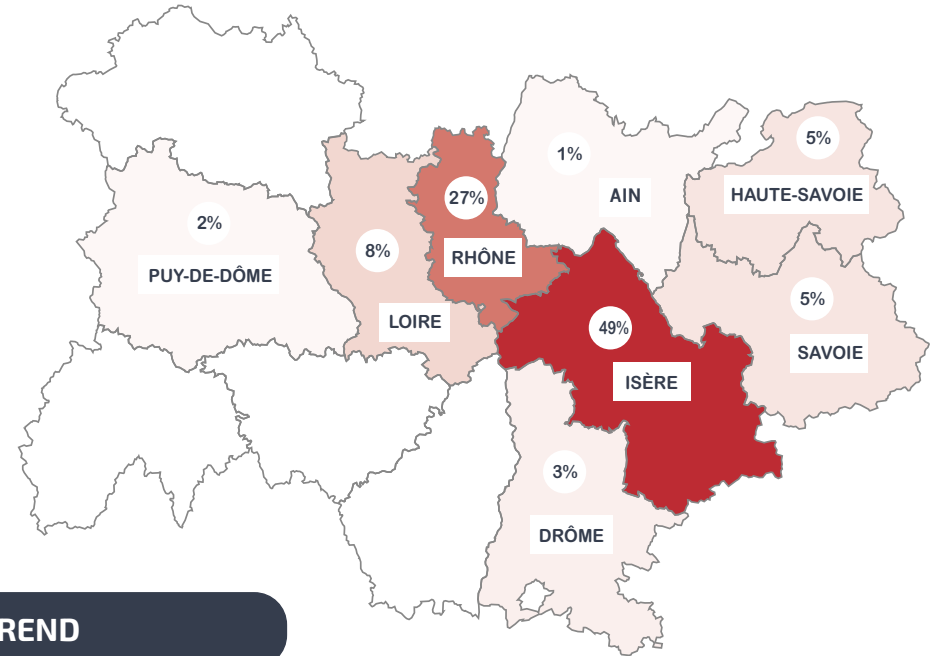 5%
1%
HAUTE-SAVOIE
AIN
27%
2%
8%
RHÔNE
PUY-DE-DÔME
5%
LOIRE
49%
SAVOIE
ISÈRE
3%
DRÔME
REND